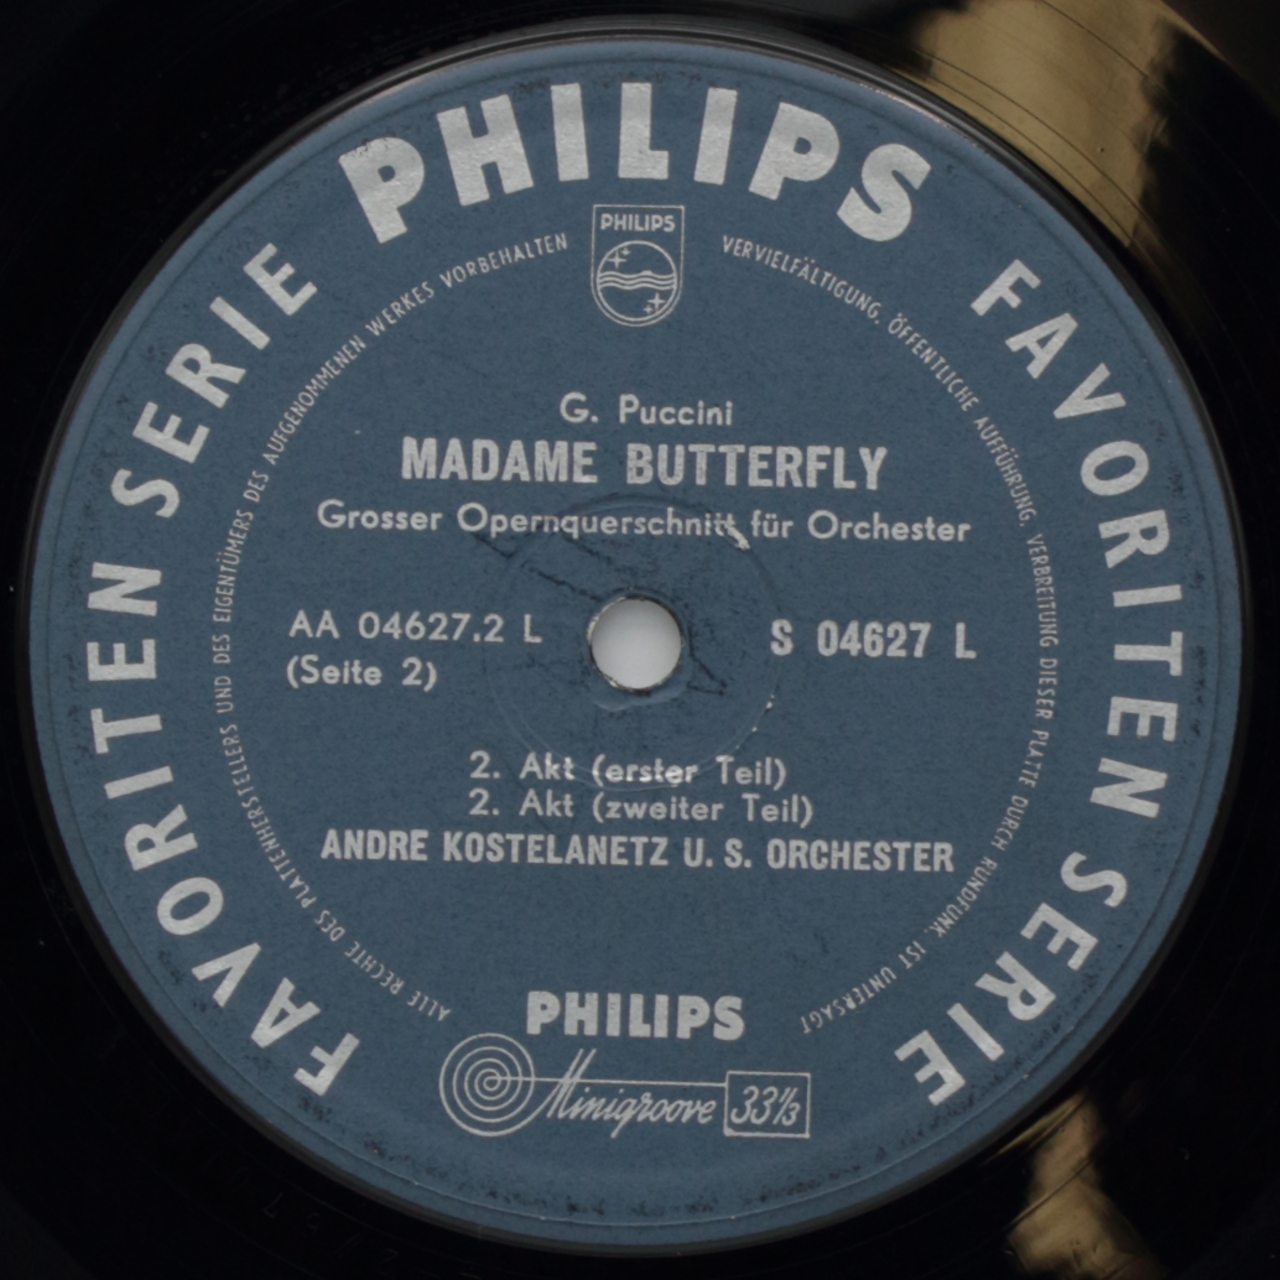 PHILIPS
FAVORITEN SERIE
FAVORITEN SERIE
PHILIPS
ALLE RECHTE DES PLATTENHERSTELLERS UND DES EIGENTÜMERS DES AUFGENOMMENEN WERKES VORBEHALTEN
VERVIELFÄLTIGUNG, ÖFFENTLICHE AUFFÜHRUNG, VERBREITUNG DIESER PLATTE DURCH RUNDFUNK, IST UNTERSAGT
G. Puccini
MADAME BUTTERFLY
Grosser Opernquerschnitt für Orchester
AA 04627.2 L
(Seite 2)
S 04627 L
2. Akt (erster Teil)
2. Akt (zweiter Teil)
ANDRE KOSTELANETZ U. S. ORCHESTER
PHILIPS
Minigroove 33⅓